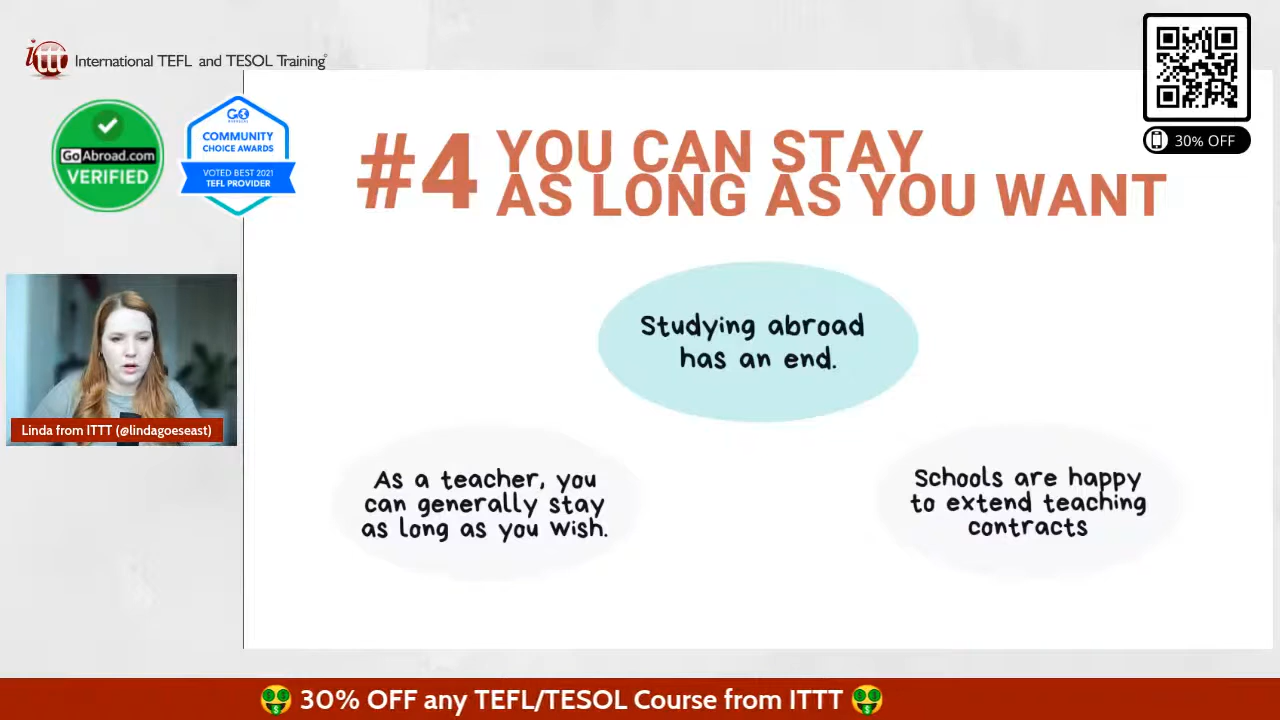 ittt International TEFL and TESOL Training
GoAbroad.com
VERIFIED
GO
OVERSEAS
COMMUNITY
CHOICE AWARDS
VOTED BEST 2021
TEFL PROVIDER
30% OFF
#4 YOU CAN STAY
AS LONG AS YOU WANT
Studying abroad
has an end.
As a teacher, you
can generally stay
as long as you wish.
Schools are happy
to extend teaching
contracts
Linda from ITTT (@lindagoeseast)
30% OFF any TEFL/TESOL Course from ITTT